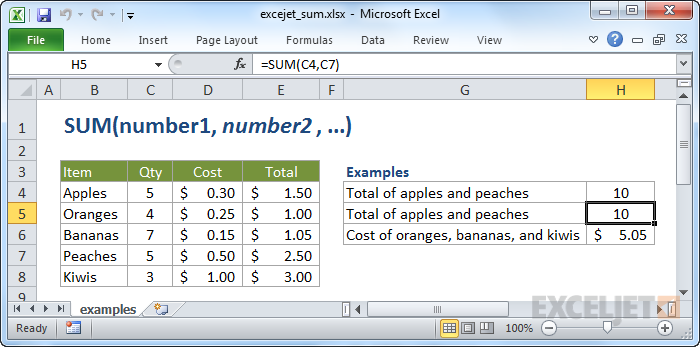 excejet_sum.xlsx - Microsoft Excel
File Home Insert Page Layout Formulas Data Review View
H5 fx =SUM(C4,C7)
A B C D E F G H
1 SUM(number1, number2 , ...)
2
3 Item Qty Cost Total Examples
4 Apples 5 $ 0.30 $ 1.50 Total of apples and peaches 10
5 Oranges 4 $ 0.25 $ 1.00 Total of apples and peaches 10
6 Bananas 7 $ 0.15 $ 1.05 Cost of oranges, bananas, and kiwis $ 5.05
7 Peaches 5 $ 0.50 $ 2.50
8 Kiwis 3 $ 1.00 $ 3.00
9
examples
EXCELJET
Ready 100%